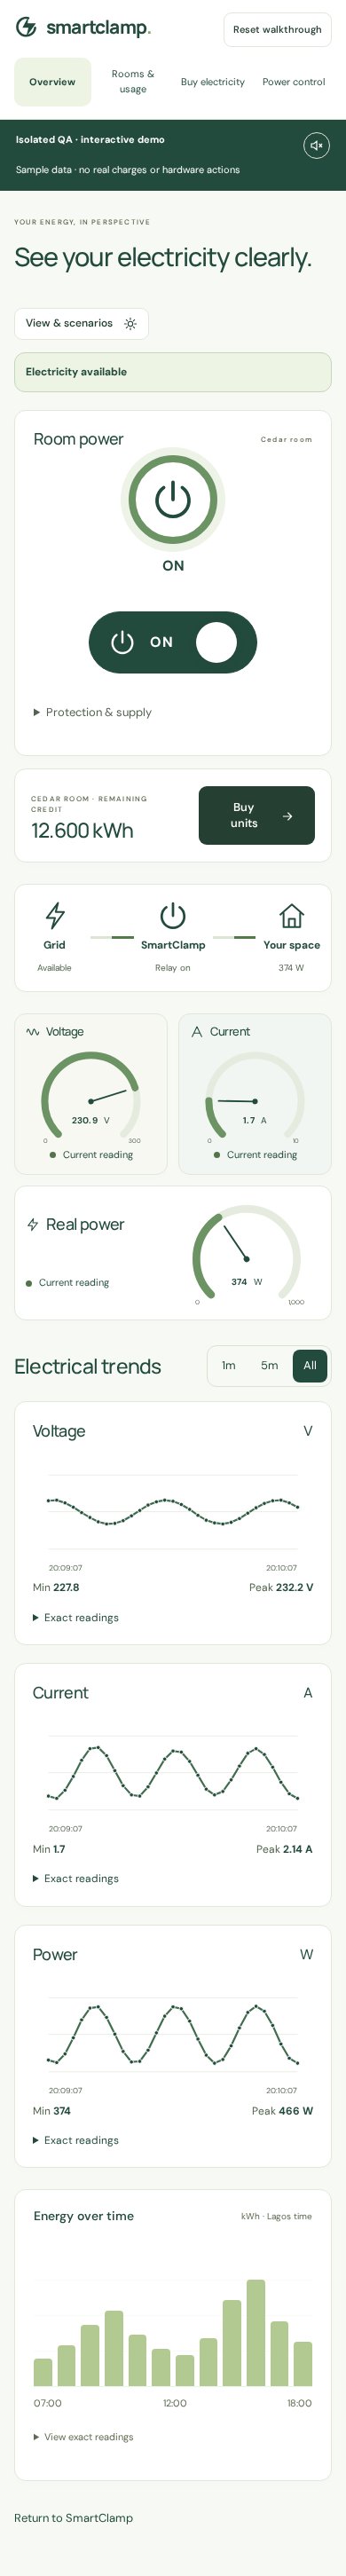 smartclamp.
Reset walkthrough
Overview
Rooms &
usage
Buy electricity
Power control
Isolated QA · interactive demo
Sample data · no real charges or hardware actions
YOUR ENERGY, IN PERSPECTIVE
See your electricity clearly.
View & scenarios
Electricity available
Room power
Cedar room
ON
ON
Protection & supply
CEDAR ROOM · REMAINING
CREDIT
12.600 kWh
Buy
units
Grid
SmartClamp
Your space
Available
Relay on
374 W
Voltage
230.9 V
0
300
Current reading
Current
1.7 A
0
10
Current reading
Real power
Current reading
374 W
0
1,000
Electrical trends
1m
5m
All
Voltage
V
20:09:07
20:10:07
Min 227.8
Peak 232.2 V
Exact readings
Current
A
20:09:07
20:10:07
Min 1.7
Peak 2.14 A
Exact readings
Power
W
20:09:07
20:10:07
Min 374
Peak 466 W
Exact readings
Energy over time
kWh · Lagos time
07:00
12:00
18:00
View exact readings
Return to SmartClamp